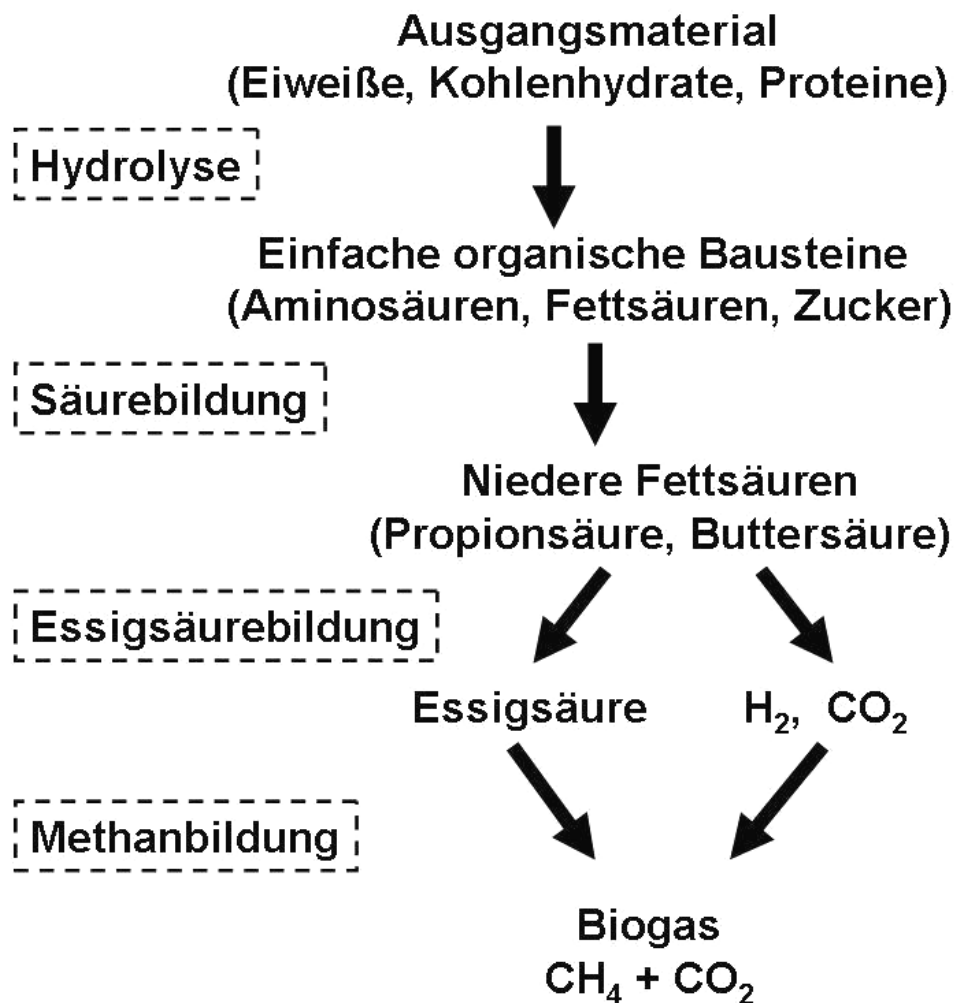 Ausgangsmaterial
(Eiweiße, Kohlenhydrate, Proteine)
Hydrolyse
Einfache organische Bausteine
(Aminosäuren, Fettsäuren, Zucker)
Säurebildung
Niedere Fettsäuren
(Propionsäure, Buttersäure)
Essigsäurebildung
Essigsäure H₂, CO₂
Methanbildung
Biogas
CH₄ + CO₂